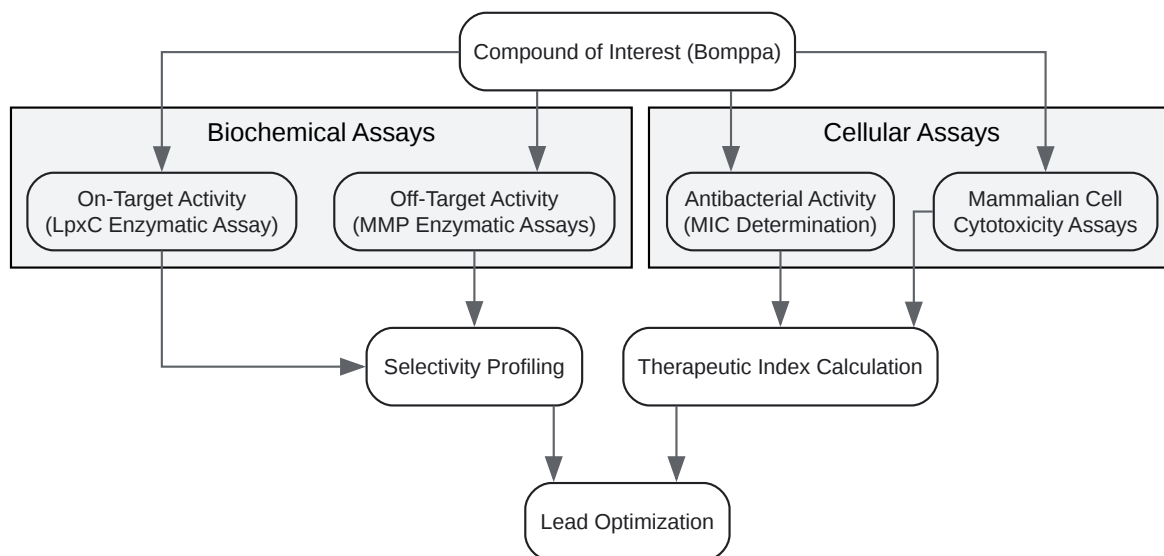 Compound of Interest (Bomppa)
Biochemical Assays
Cellular Assays
On-Target Activity
(LpxC Enzymatic Assay)
Off-Target Activity
(MMP Enzymatic Assays)
Antibacterial Activity
(MIC Determination)
Mammalian Cell
Cytotoxicity Assays
Selectivity Profiling
Therapeutic Index Calculation
Lead Optimization